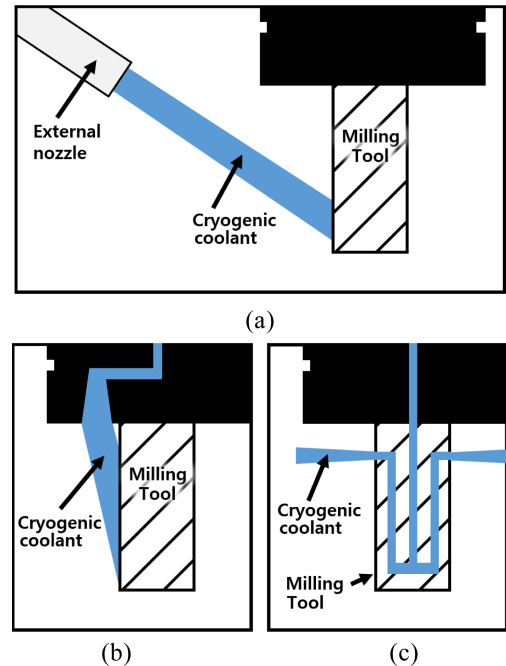 External
nozzle
Milling
Tool
Cryogenic
coolant
(a)
Milling
Tool
Cryogenic
coolant
(b)
Cryogenic
coolant
Milling
Tool
(c)